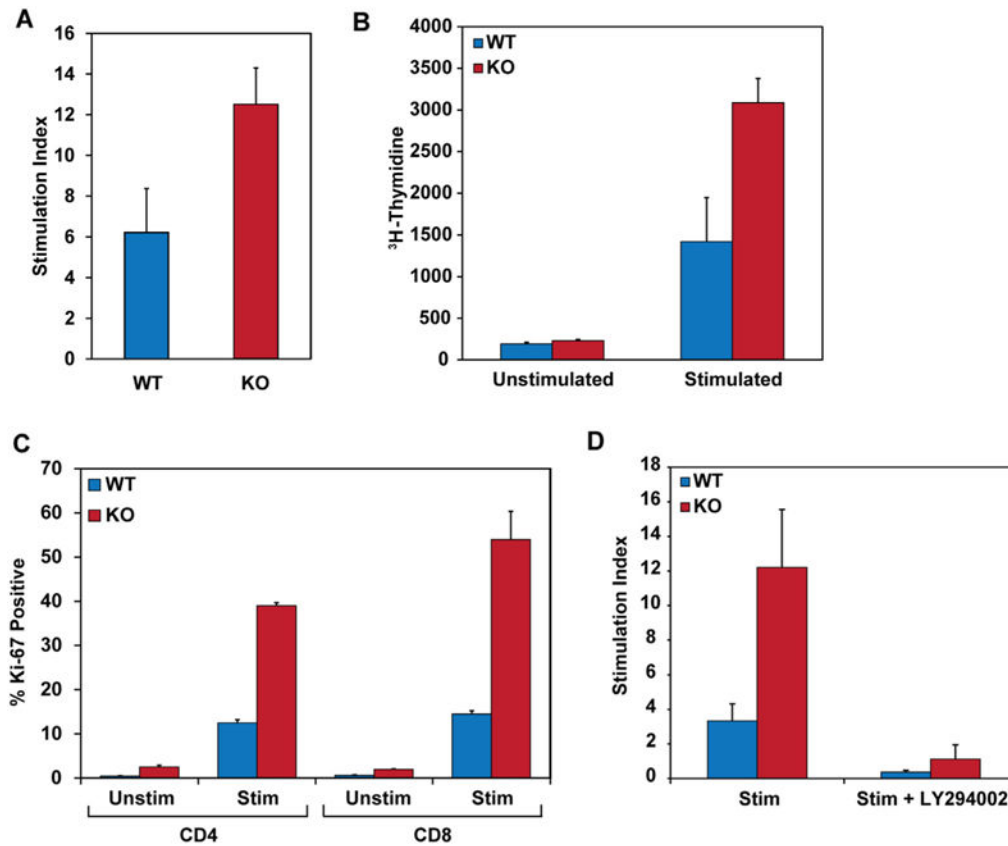 A
Stimulation Index
16
14
12
10
8
6
4
2
0
WT
KO
B
WT
KO
³H-Thymidine
4000
3500
3000
2500
2000
1500
1000
500
0
Unstimulated
Stimulated
C
WT
KO
% Ki-67 Positive
70
60
50
40
30
20
10
0
Unstim
Stim
Unstim
Stim
CD4
CD8
D
WT
KO
Stimulation Index
18
16
14
12
10
8
6
4
2
0
Stim
Stim + LY294002